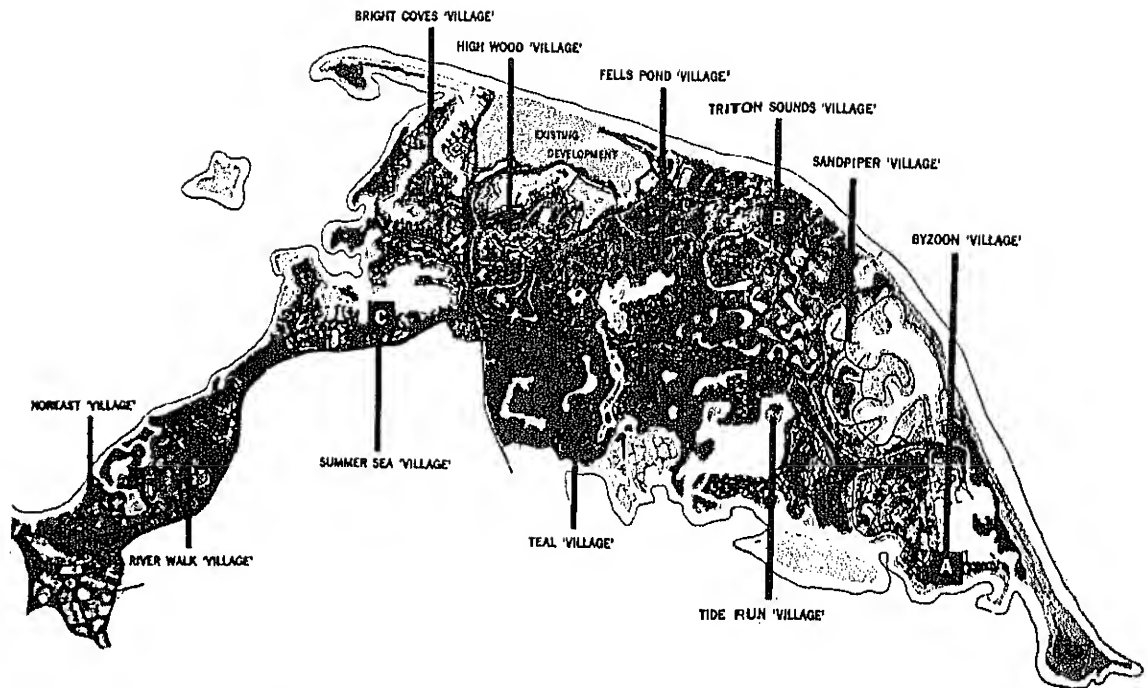 BRIGHT COVES 'VILLAGE'
HIGH WOOD 'VILLAGE'
FELLS POND 'VILLAGE'
TRITON SOUNDS 'VILLAGE'
EXISTING
DEVELOPMENT
SANDPIPER 'VILLAGE'
B
BYZOON 'VILLAGE'
C
NOREAST 'VILLAGE'
SUMMER SEA 'VILLAGE'
TEAL 'VILLAGE'
RIVER WALK 'VILLAGE'
A
TIDE RUN 'VILLAGE'